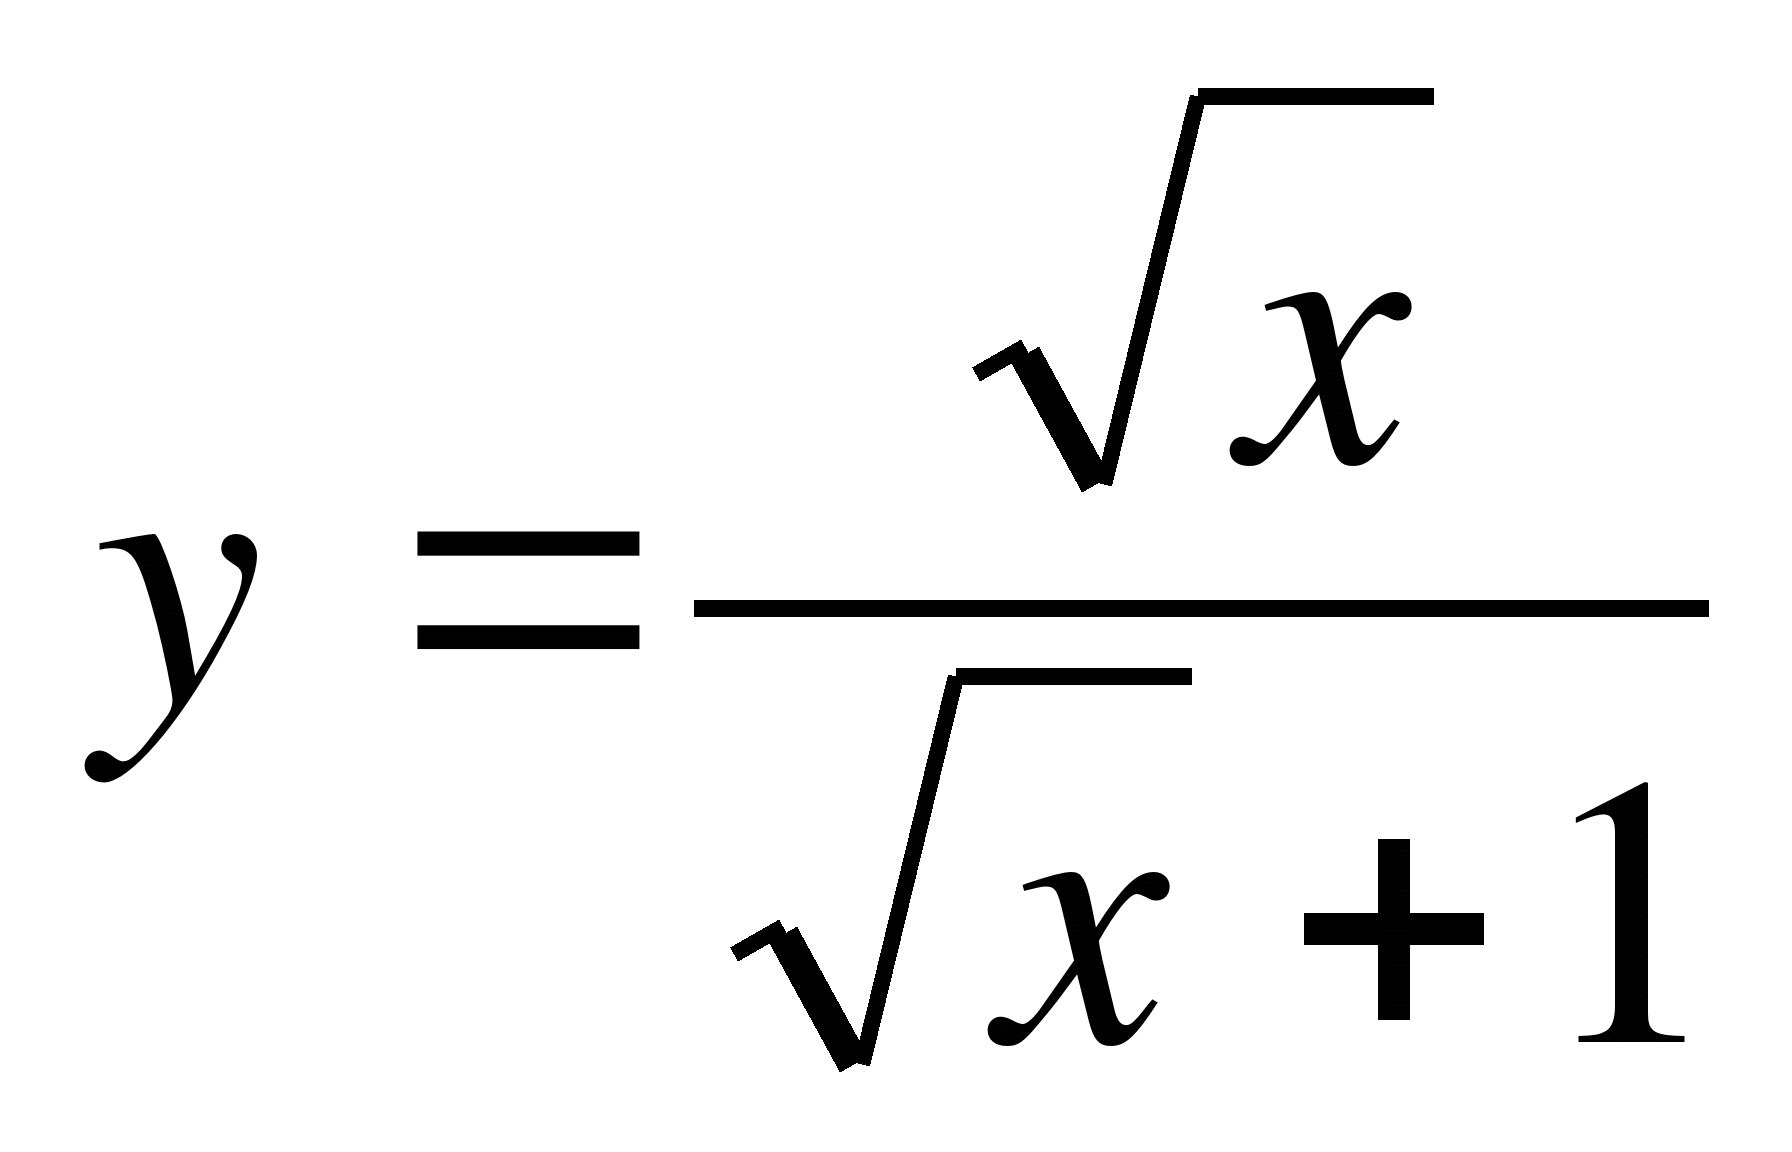 y = √x / (√x + 1)